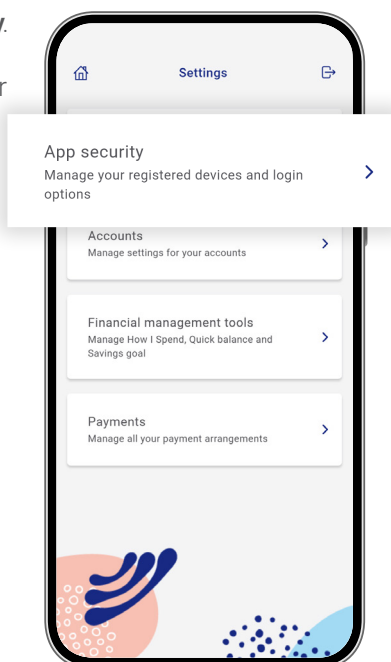 y.
Settings
r
App security
Manage your registered devices and login
options
Accounts
Manage settings for your accounts
Financial management tools
Manage How I Spend, Quick balance and
Savings goal
Payments
Manage all your payment arrangements